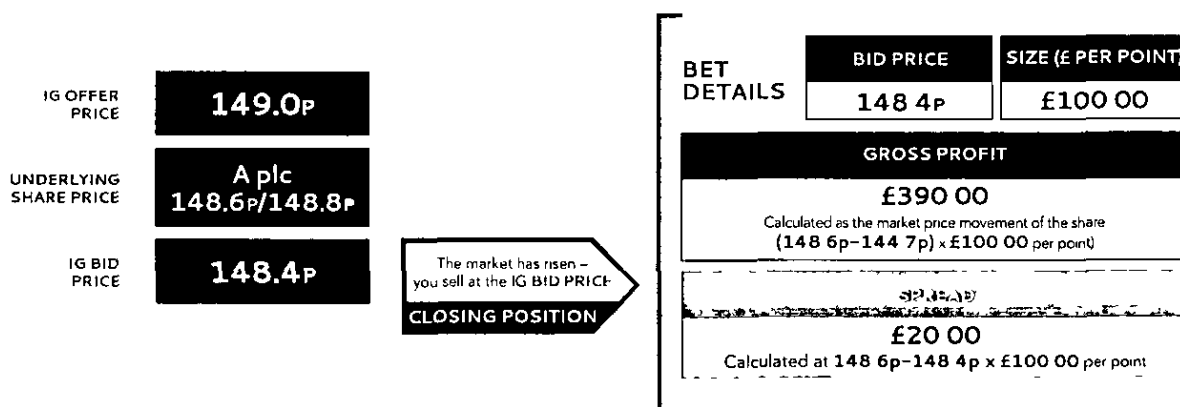 IG OFFER
PRICE
149.0P
UNDERLYING
SHARE PRICE
A plc
148.6P/148.8P
IG BID
PRICE
148.4P
The market has risen –
you sell at the IG BID PRICE
CLOSING POSITION
BET
DETAILS
BID PRICE
148 4P
SIZE (£ PER POINT)
£100 00
GROSS PROFIT
£390 00
Calculated as the market price movement of the share
(148 6p–144 7p) x £100 00 per point)
SPREAD
£20 00
Calculated at 148 6p–148 4p x £100 00 per point